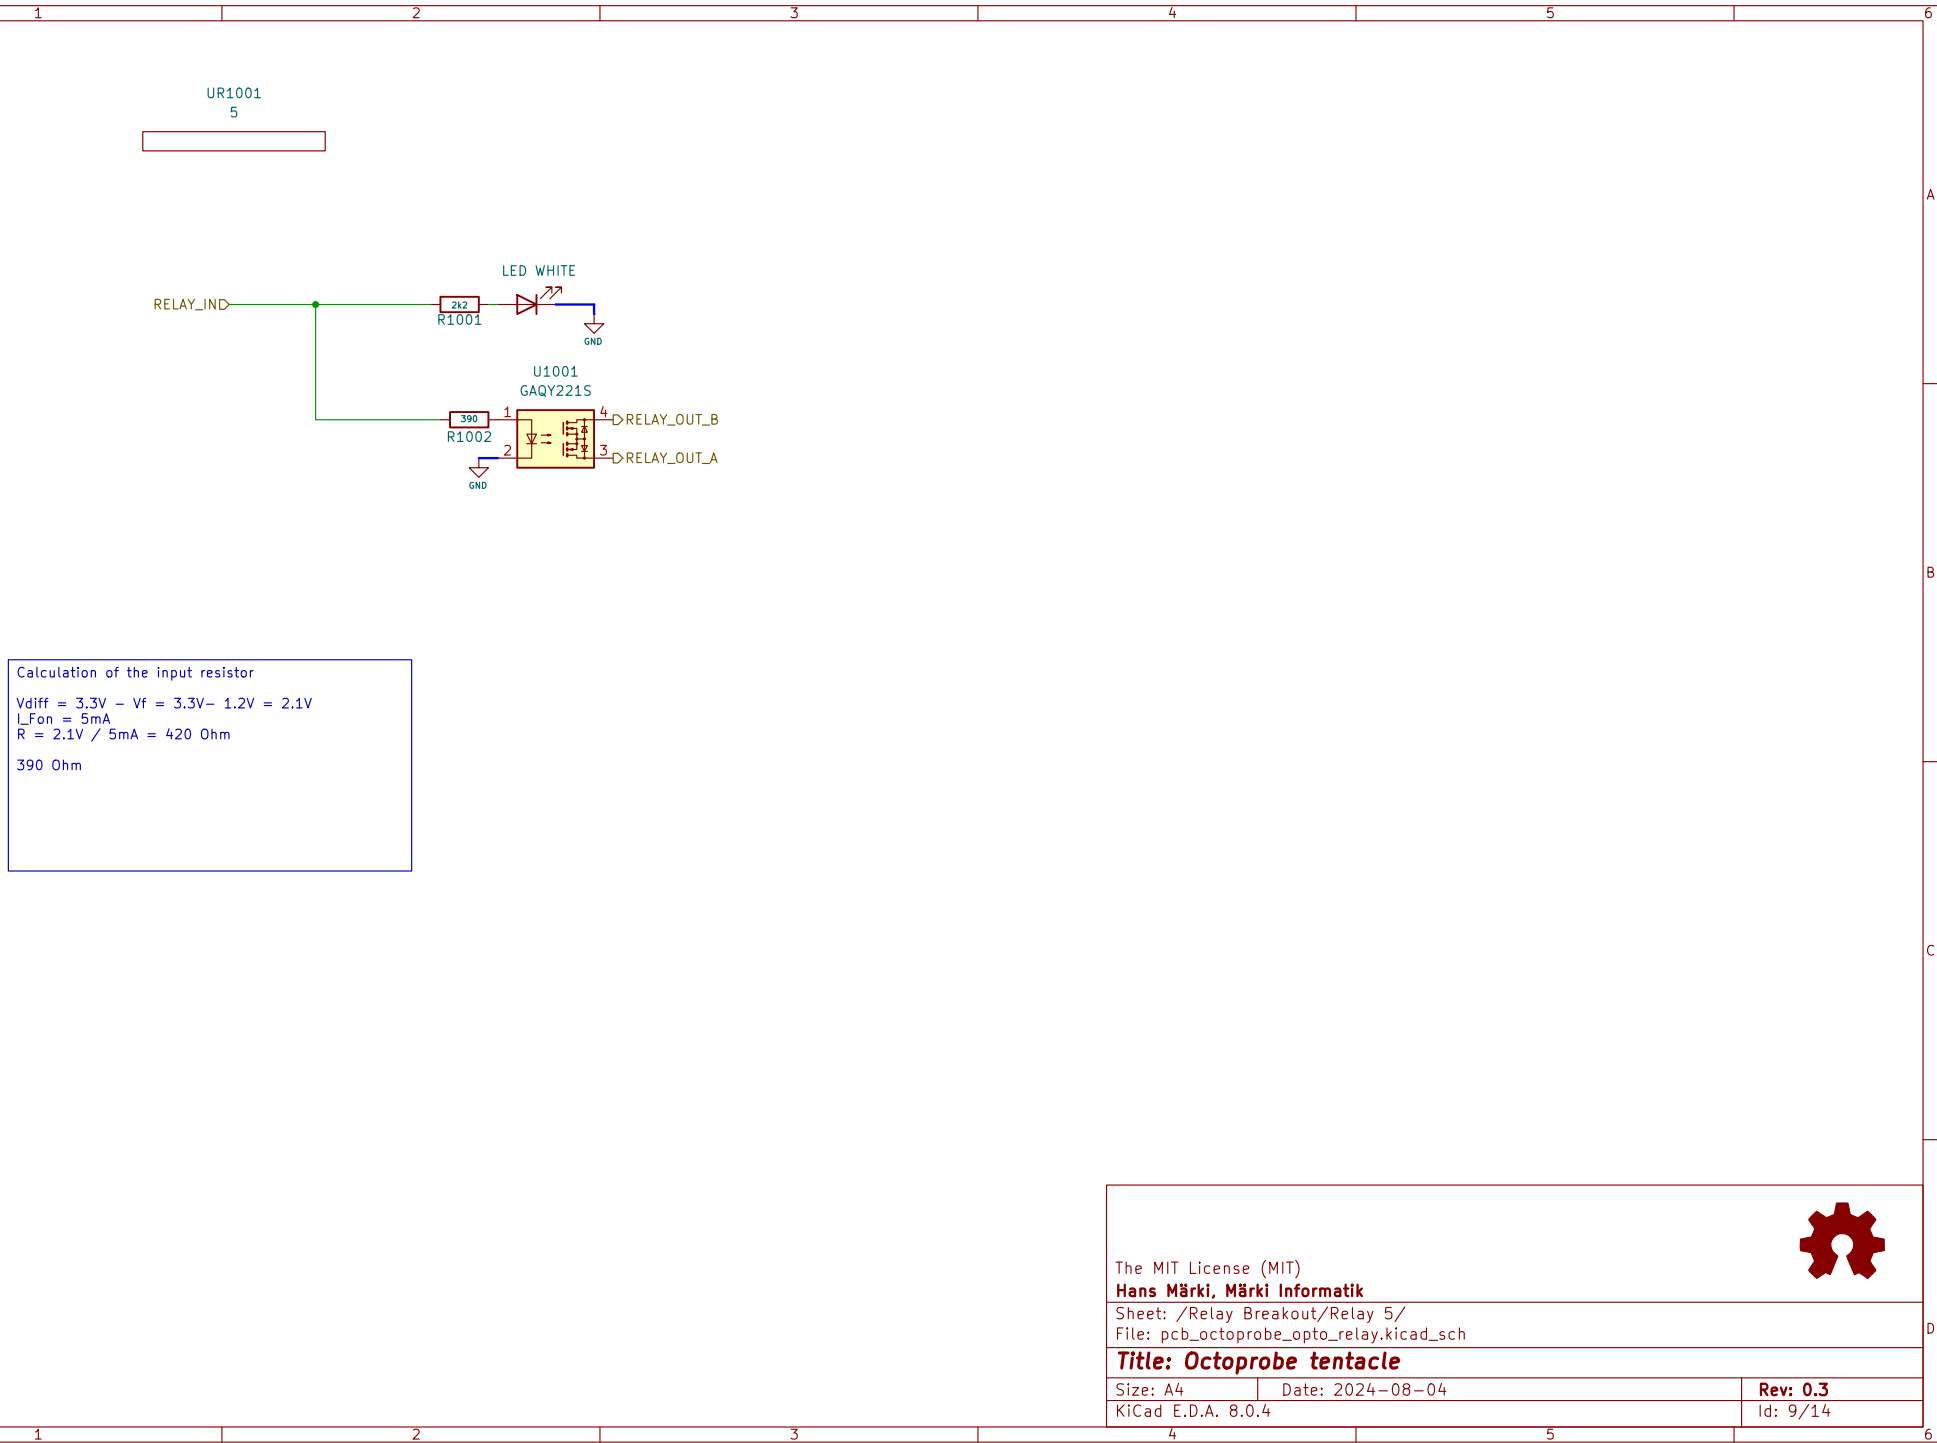 1 2 3 4 5 6
UR1001
5
A
LED WHITE
RELAY_IN
2k2
R1001
GND
U1001
GAQY221S
1
390
4
RELAY_OUT_B
R1002
2
3
RELAY_OUT_A
GND
B
Calculation of the input resistor
Vdiff = 3.3V - Vf = 3.3V- 1.2V = 2.1V
I_Fon = 5mA
R = 2.1V / 5mA = 420 Ohm
390 Ohm
C
The MIT License (MIT)
Hans Märki, Märki Informatik
Sheet: /Relay Breakout/Relay 5/
File: pcb_octoprobe_opto_relay.kicad_sch
D
Title: Octoprobe tentacle
Size: A4 Date: 2024-08-04 Rev: 0.3
KiCad E.D.A. 8.0.4 Id: 9/14
1 2 3 4 5 6